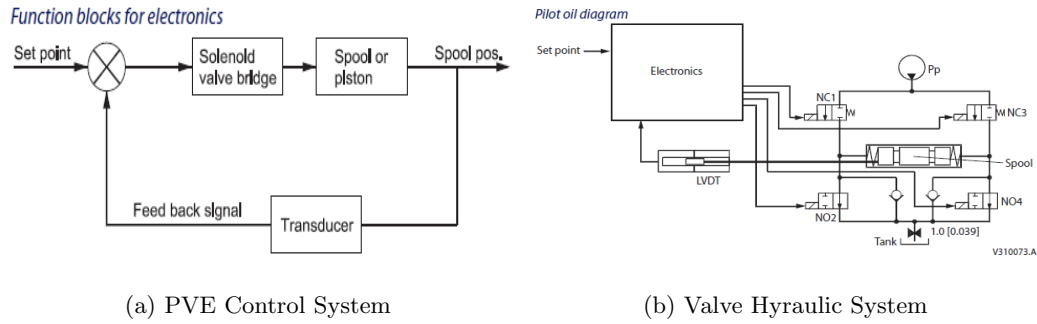 Function blocks for electronics
Set point
Solenoid
valve bridge
Spool or
piston
Spool pos.
Feed back signal
Transducer
(a) PVE Control System
Pilot oil diagram
Set point
Electronics
Pp
NC1
NC3
Spool
LVDT
NO2
NO4
Tank
1.0 [0.039]
V310073.A
(b) Valve Hyraulic System